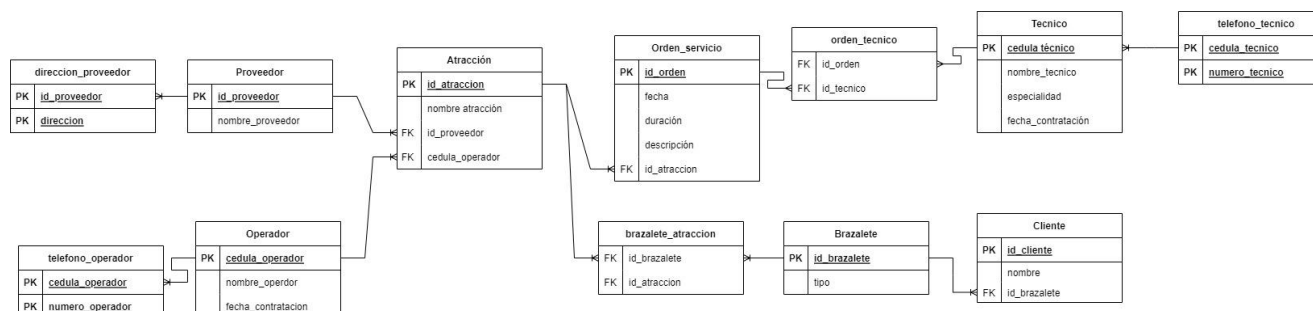 direccion_proveedor
PK id_proveedor
PK direccion
Proveedor
PK id_proveedor
nombre_proveedor
Atracción
PK id_atraccion
nombre atracción
FK id_proveedor
FK cedula_operador
Orden_servicio
PK id_orden
fecha
duración
descripción
FK id_atraccion
orden_tecnico
FK id_orden
FK id_tecnico
Tecnico
PK cedula técnico
nombre_tecnico
especialidad
fecha_contratación
telefono_tecnico
PK cedula_tecnico
PK numero_tecnico
telefono_operador
PK cedula_operador
PK numero_operador
Operador
PK cedula_operador
nombre_operdor
fecha_contratacion
brazalete_atraccion
FK id_brazalete
FK id_atraccion
Brazalete
PK id_brazalete
tipo
Cliente
PK id_cliente
nombre
FK id_brazalete